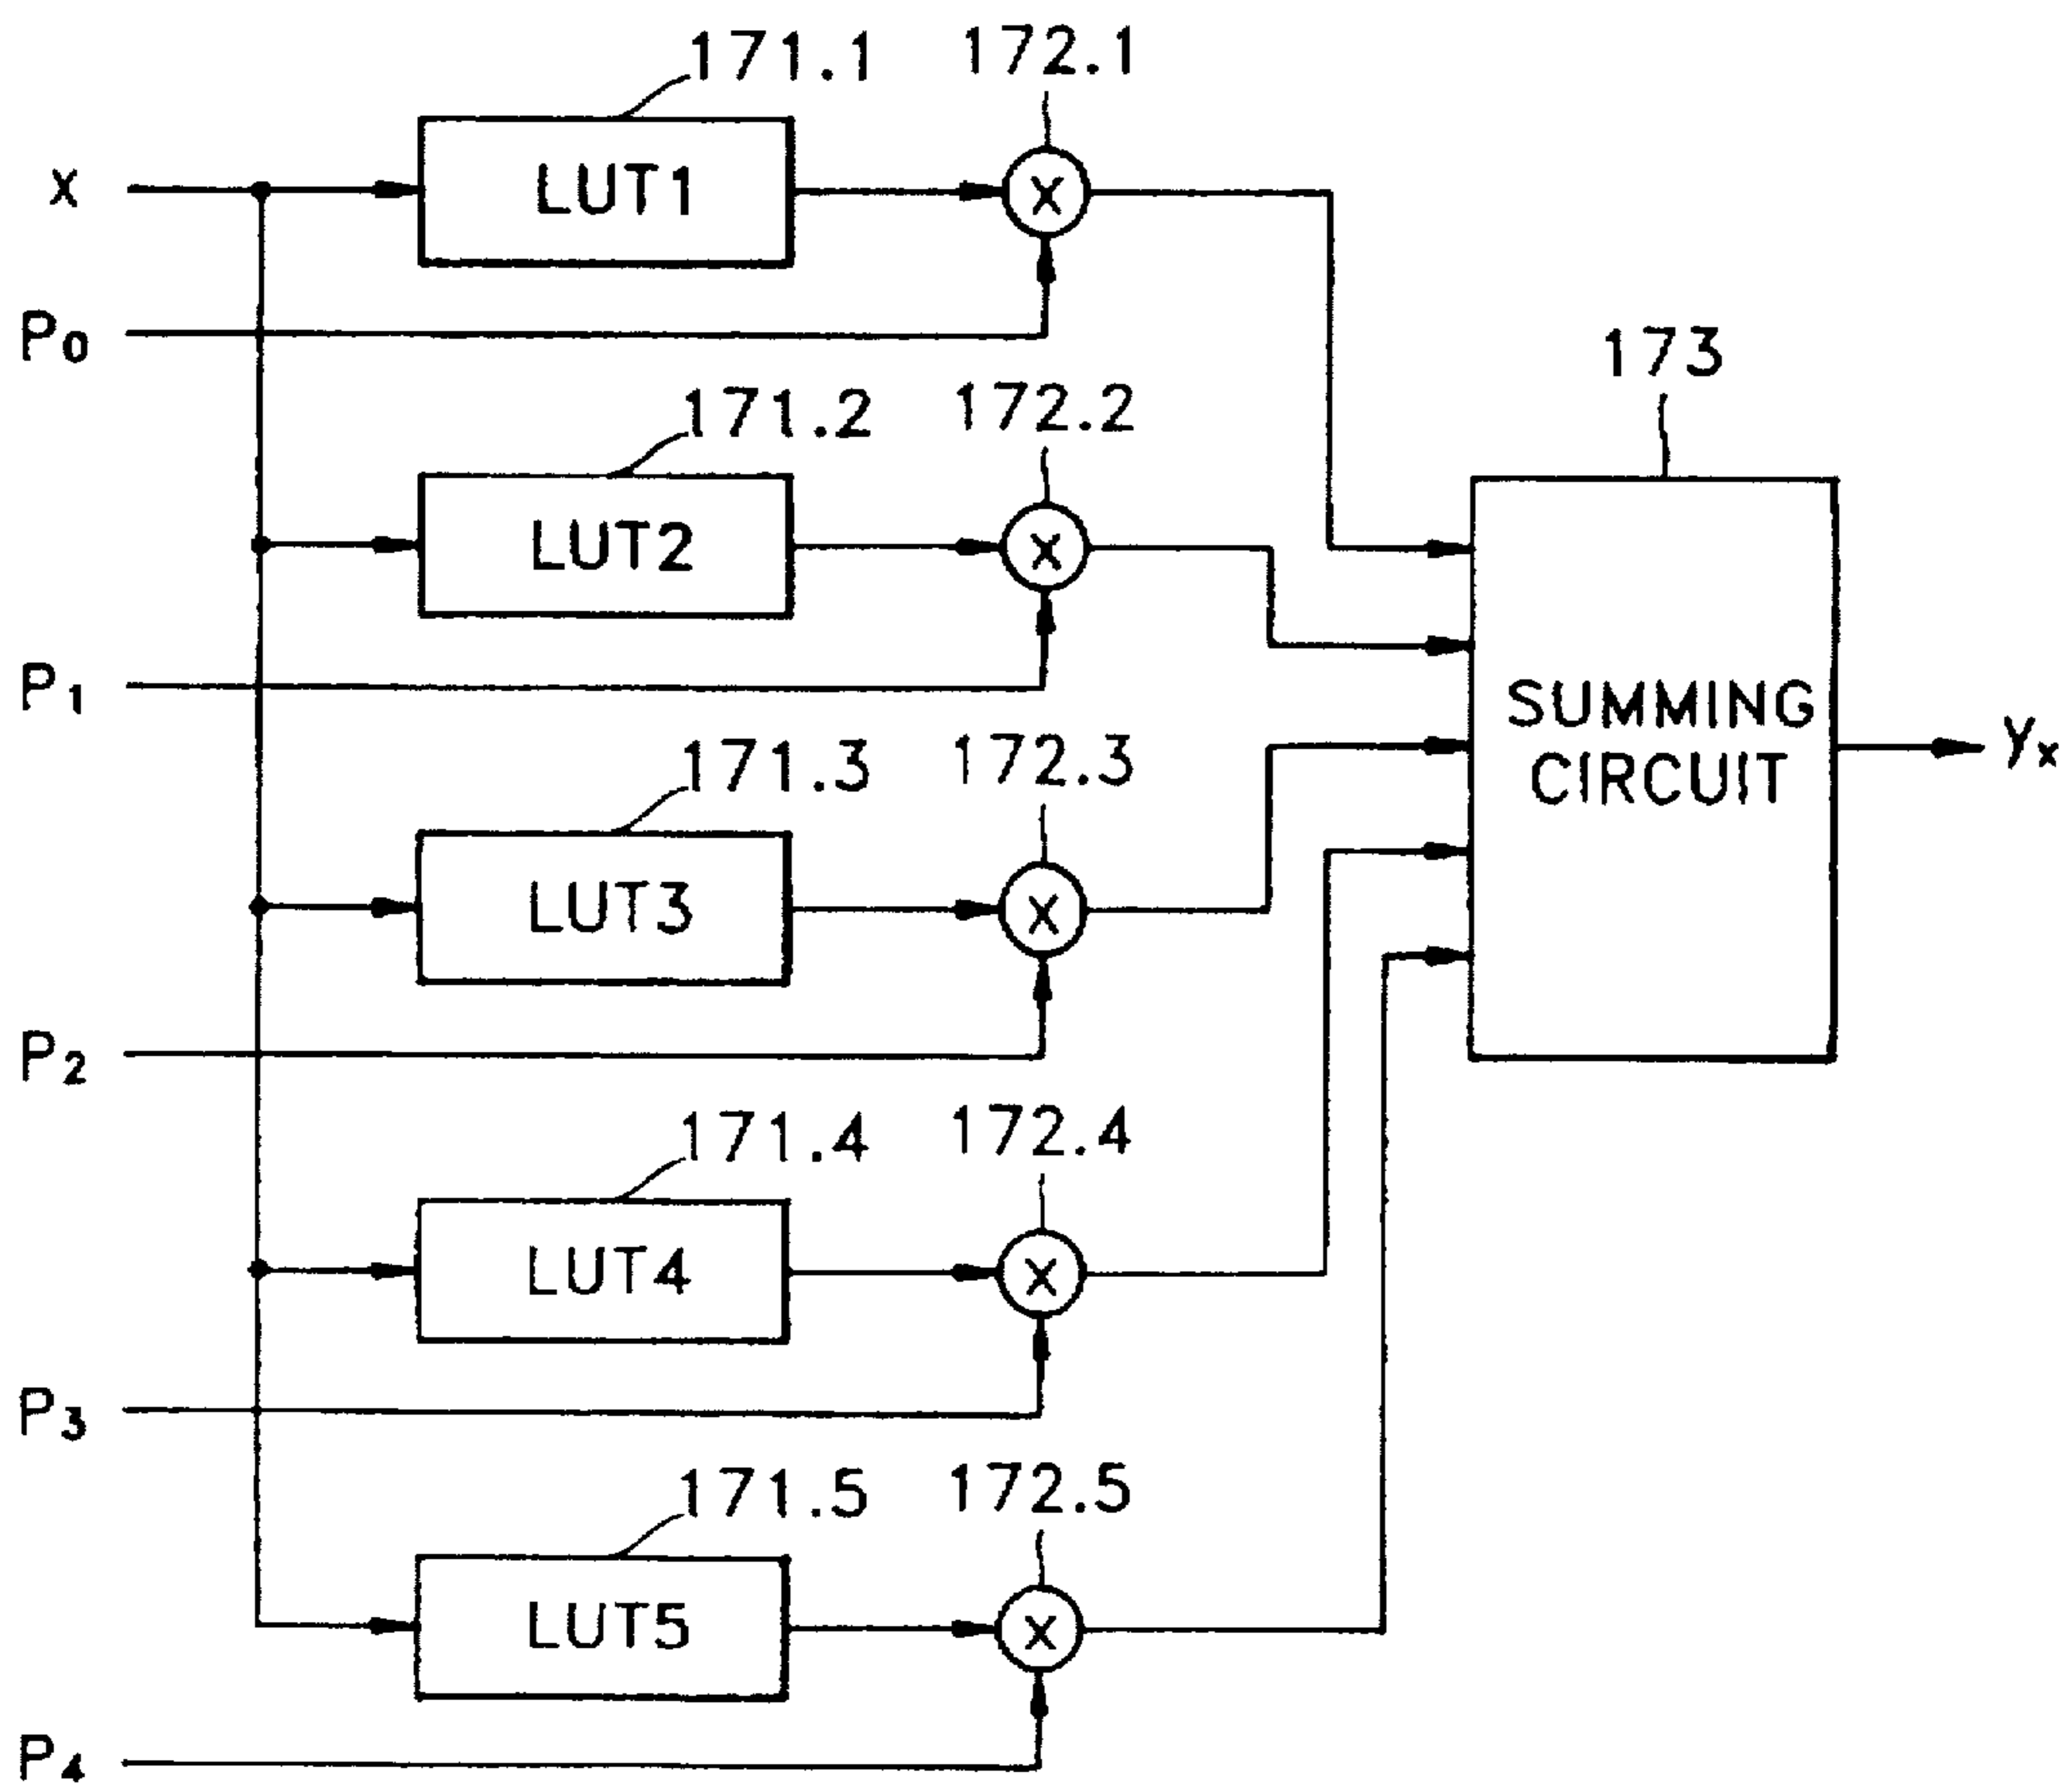 171.1 172.1
x LUT1 x
P0
173
171.2 172.2
LUT2 x
P1
SUMMING
CIRCUIT
yx
171.3 172.3
LUT3 x
P2
171.4 172.4
LUT4 x
P3
171.5 172.5
LUT5 x
P4